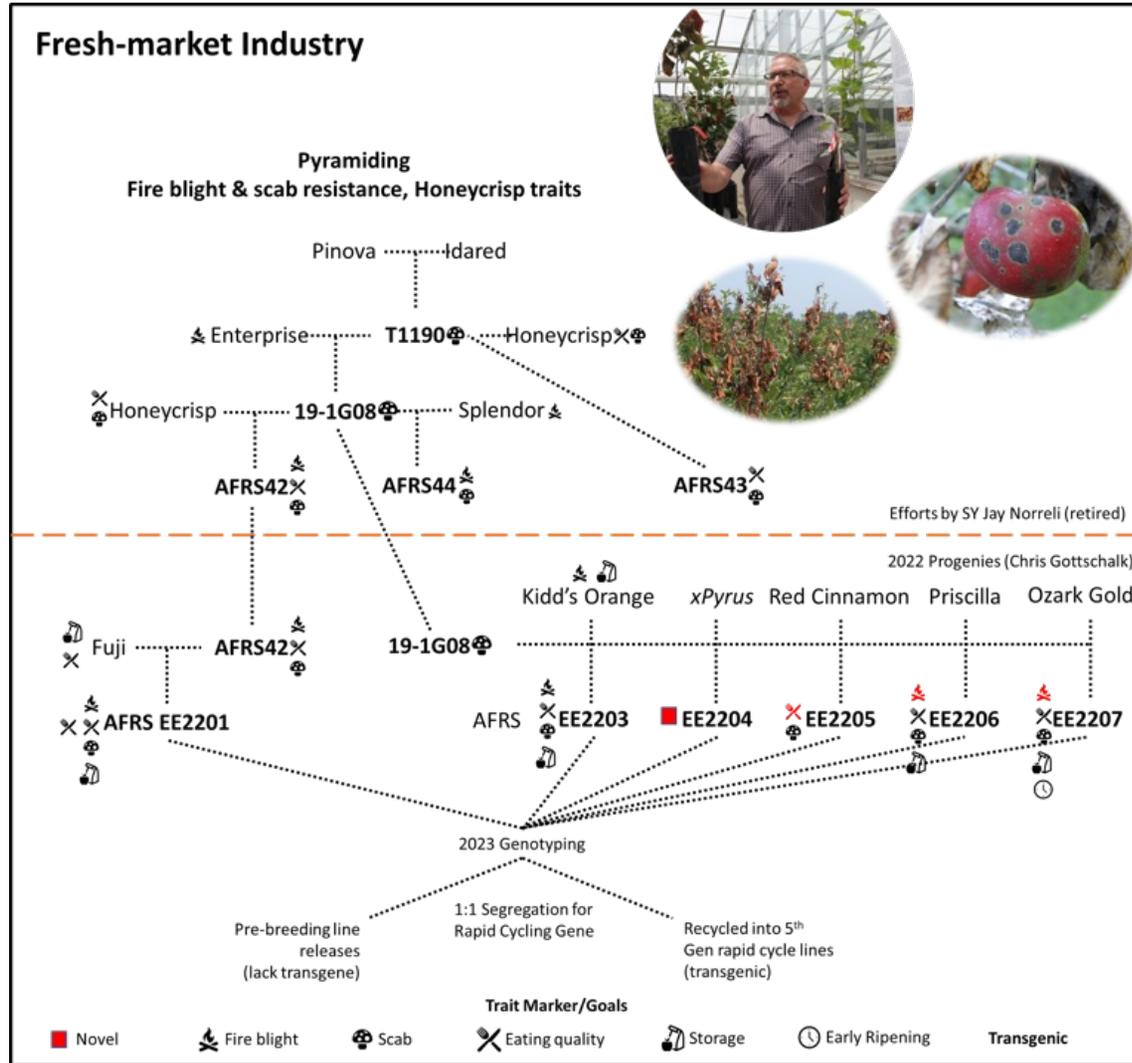 Fresh-market Industry
Pyramiding
Fire blight & scab resistance, Honeycrisp traits
Pinova Idared
Enterprise T1190 Honeycrisp
Honeycrisp 19-1G08 Splendor
AFRS42 AFRS44 AFRS43
Efforts by SY Jay Norreli (retired)
2022 Progenies (Chris Gottschalk)
Kidd's Orange xPyrus Red Cinnamon Priscilla Ozark Gold
Fuji AFRS42 19-1G08
AFRS EE2201 AFRS EE2203 EE2204 EE2205 EE2206 EE2207
2023 Genotyping
1:1 Segregation for
Rapid Cycling Gene
Pre-breeding line
releases
(lack transgene)
Recycled into 5th
Gen rapid cycle lines
(transgenic)
Trait Marker/Goals
Novel Fire blight Scab Eating quality Storage Early Ripening Transgenic